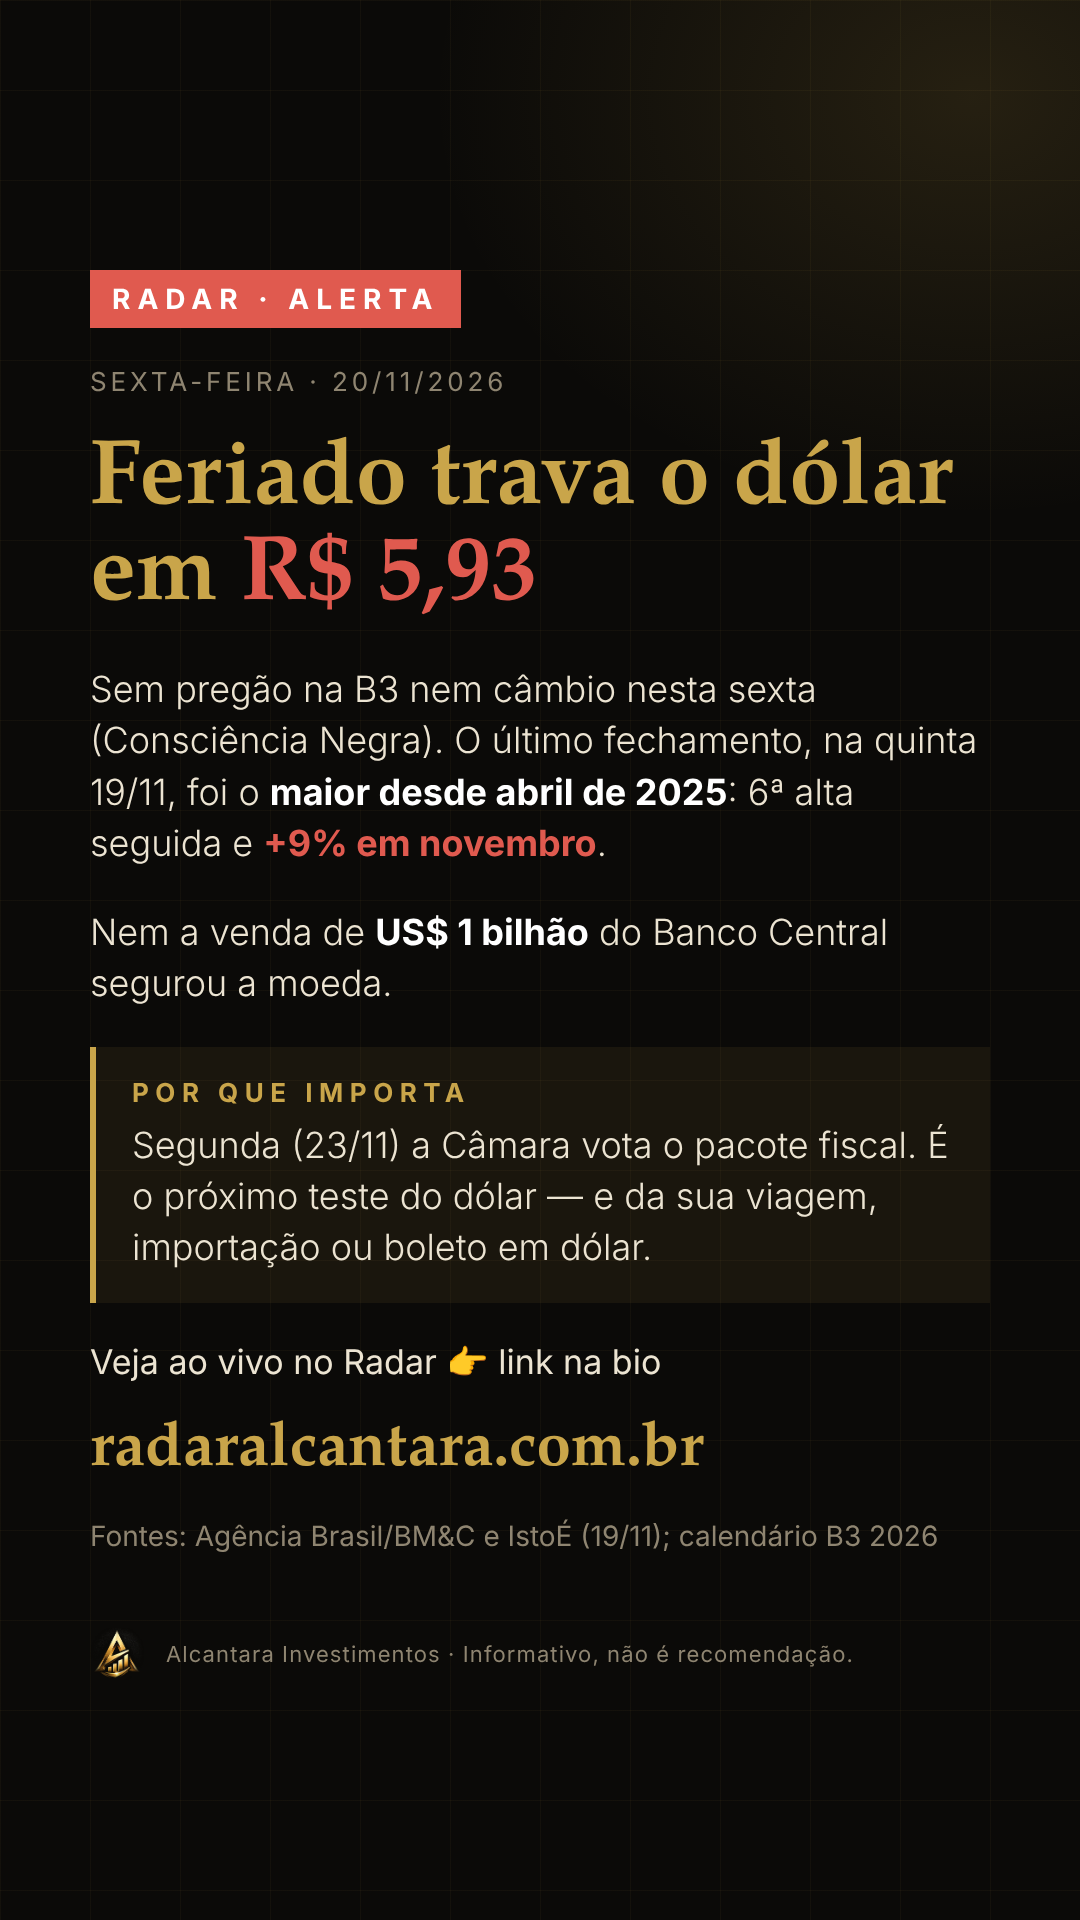 RADAR · ALERTA
SEXTA-FEIRA · 20/11/2026
Feriado trava o dólar
em R$ 5,93
Sem pregão na B3 nem câmbio nesta sexta
(Consciência Negra). O último fechamento, na quinta
19/11, foi o maior desde abril de 2025: 6ª alta
seguida e +9% em novembro.
Nem a venda de US$ 1 bilhão do Banco Central
segurou a moeda.
POR QUE IMPORTA
Segunda (23/11) a Câmara vota o pacote fiscal. É
o próximo teste do dólar — e da sua viagem,
importação ou boleto em dólar.
Veja ao vivo no Radar 👉 link na bio
radaralcantara.com.br
Fontes: Agência Brasil/BM&C e IstoÉ (19/11); calendário B3 2026
Alcantara Investimentos · Informativo, não é recomendação.